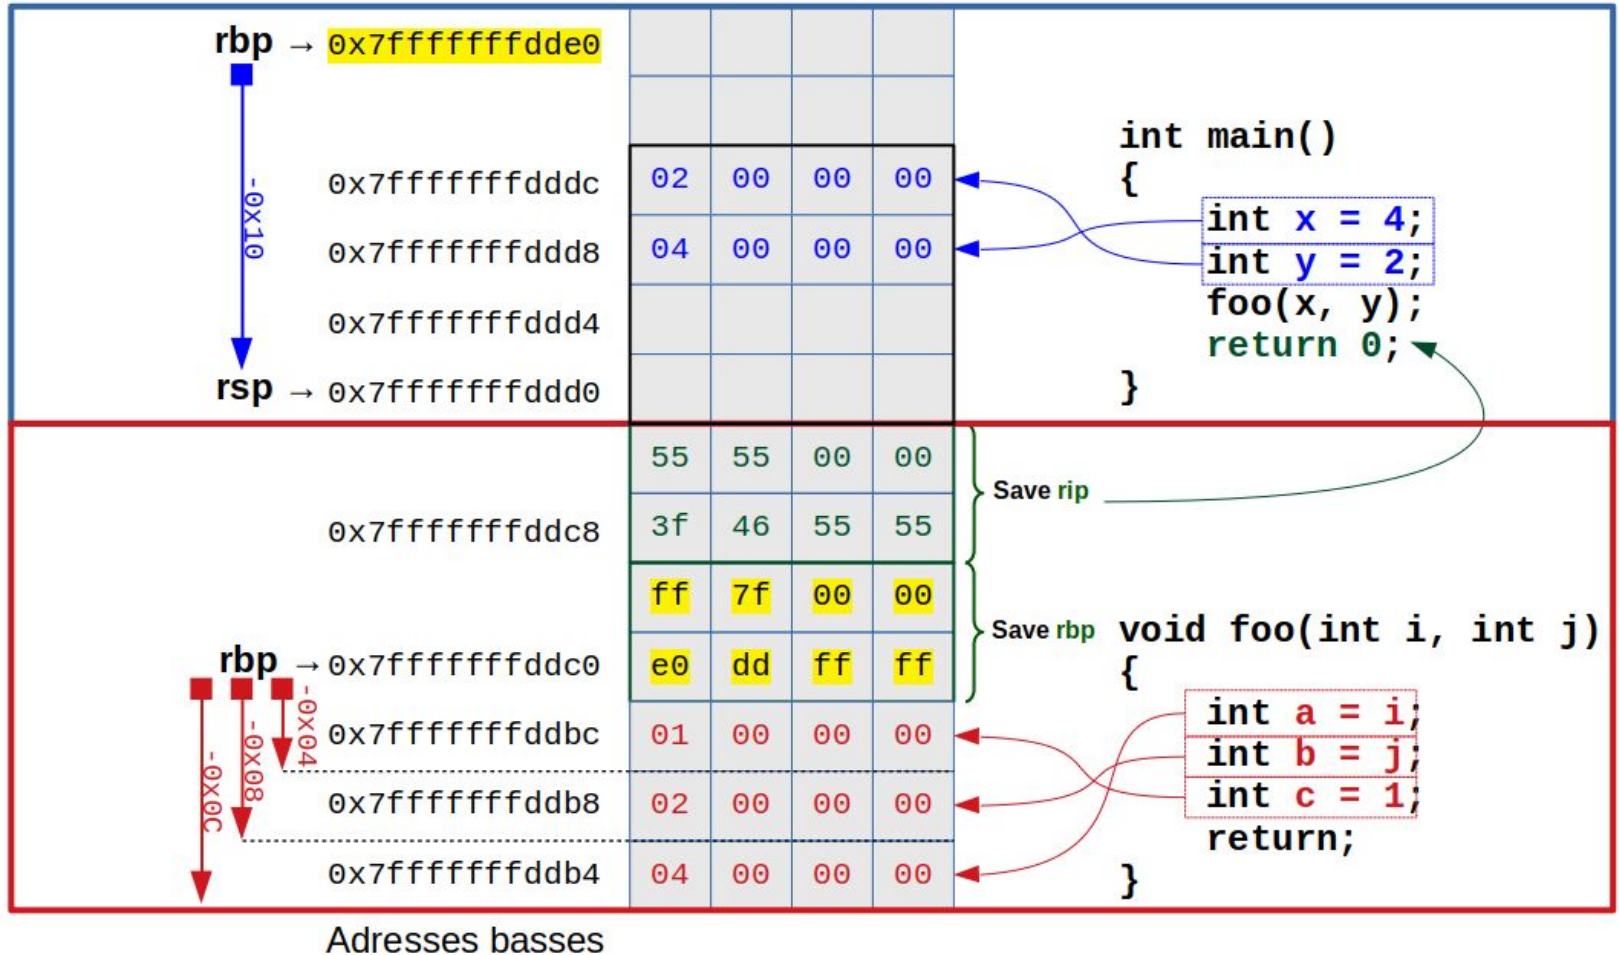 rbp → 0x7fffffffdde0
-0x10
0x7fffffffdddc 02 00 00 00
0x7fffffffddd8 04 00 00 00
0x7fffffffddd4
rsp → 0x7fffffffddd0
int main()
{
int x = 4;
int y = 2;
foo(x, y);
return 0;
}
55 55 00 00
0x7fffffffddc8 3f 46 55 55
Save rip
ff 7f 00 00
rbp → 0x7fffffffddc0 e0 dd ff ff
Save rbp
-0x04
-0x08
-0x0C
0x7fffffffddbc 01 00 00 00
0x7fffffffddb8 02 00 00 00
0x7fffffffddb4 04 00 00 00
void foo(int i, int j)
{
int a = i;
int b = j;
int c = 1;
return;
}
Adresses basses